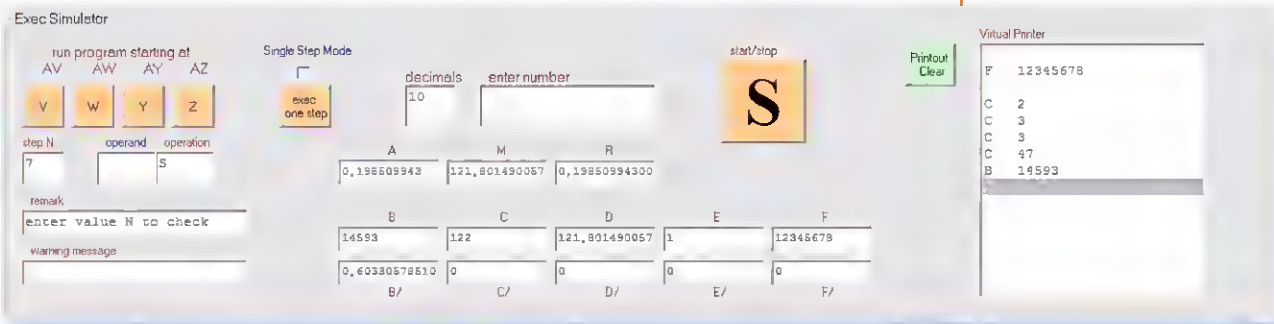 Exec Simulator
run program starting at
AV AW AY AZ
V W Y Z
Single Step Mode
exec
one step
decimals enter number
10
start/stop
S
Printout
Clear
Virtual Printer
F 12345678
C 2
C 3
C 3
C 47
B 14593
step N operand operation
7 S
remark
enter value N to check
warning message
A M R
0,198509943 121,801490057 0,19850994300
B C D E F
14593 122 121,801490057 1 12345678
0,60330578510 0 0 0 0
B/ C/ D/ E/ F/